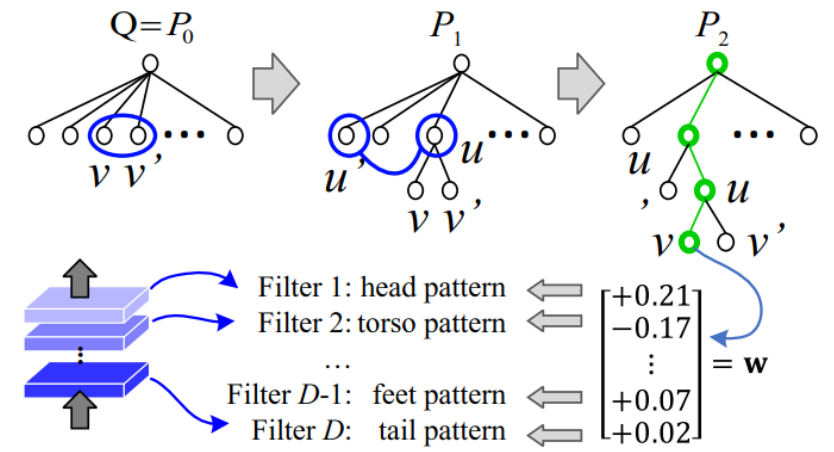 Q=P₀
P₁
P₂
v v’
u’
u
v v’
u
’
u
v
v’
Filter 1: head pattern
Filter 2: torso pattern
...
Filter D-1: feet pattern
Filter D: tail pattern
+0.21
−0.17
⋮
+0.07
+0.02
= w